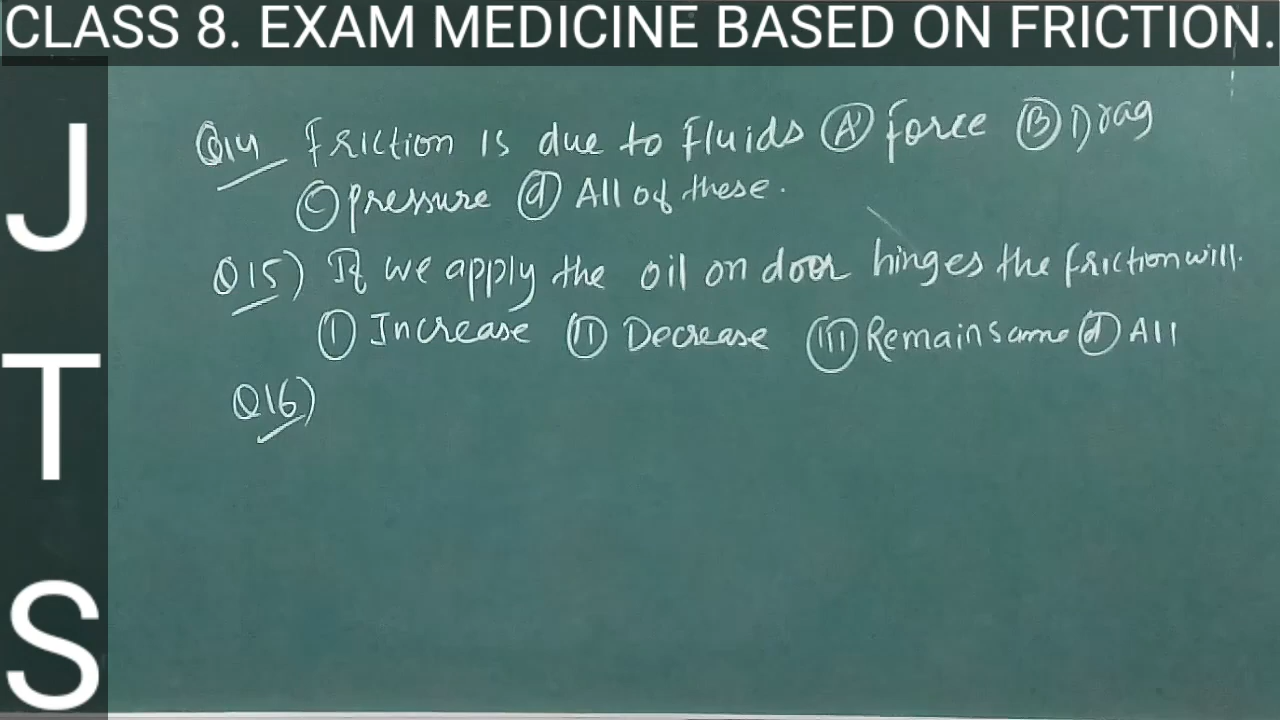 CLASS 8. EXAM MEDICINE BASED ON FRICTION.
J
T
S
Q14 Friction is due to fluids (A) force (B) Drag
(C) pressure (d) All of these.
Q15) If we apply the oil on door hinges the friction will.
(I) Increase (II) Decrease (III) Remain same (d) All
Q16)